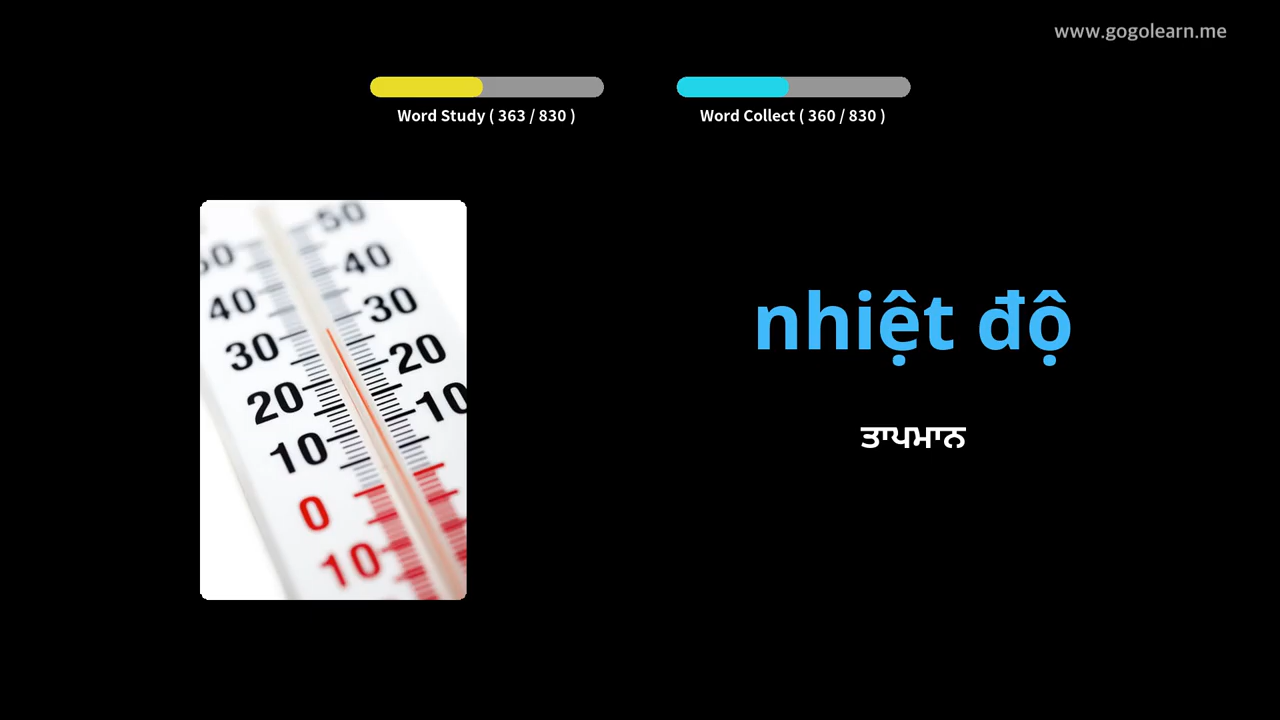 www.gogolearn.me
Word Study ( 363 / 830 )
Word Collect ( 360 / 830 )
50
50
40
40
30
30
20
20
10
10
0
10
nhiệt độ
ਤਾਪਮਾਨ